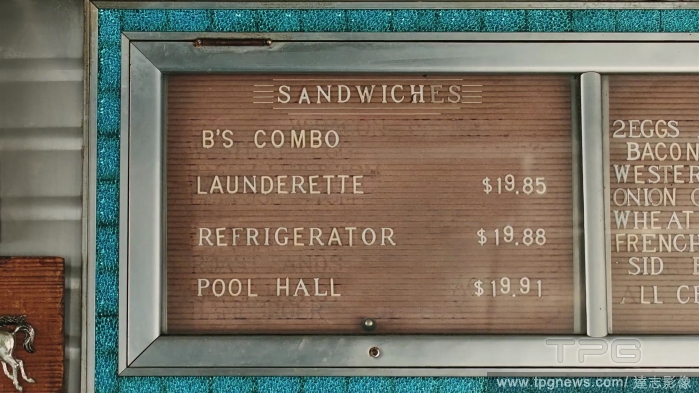 SANDWICHES
B'S COMBO
LAUNDERETTE $19.85
REFRIGERATOR $19.88
POOL HALL $19.91
2EGGS
BACON
WESTER
ONION
WHEAT
FRENCH
SID
LL CE
TPG
www.tpgnews.com/ 達志影像